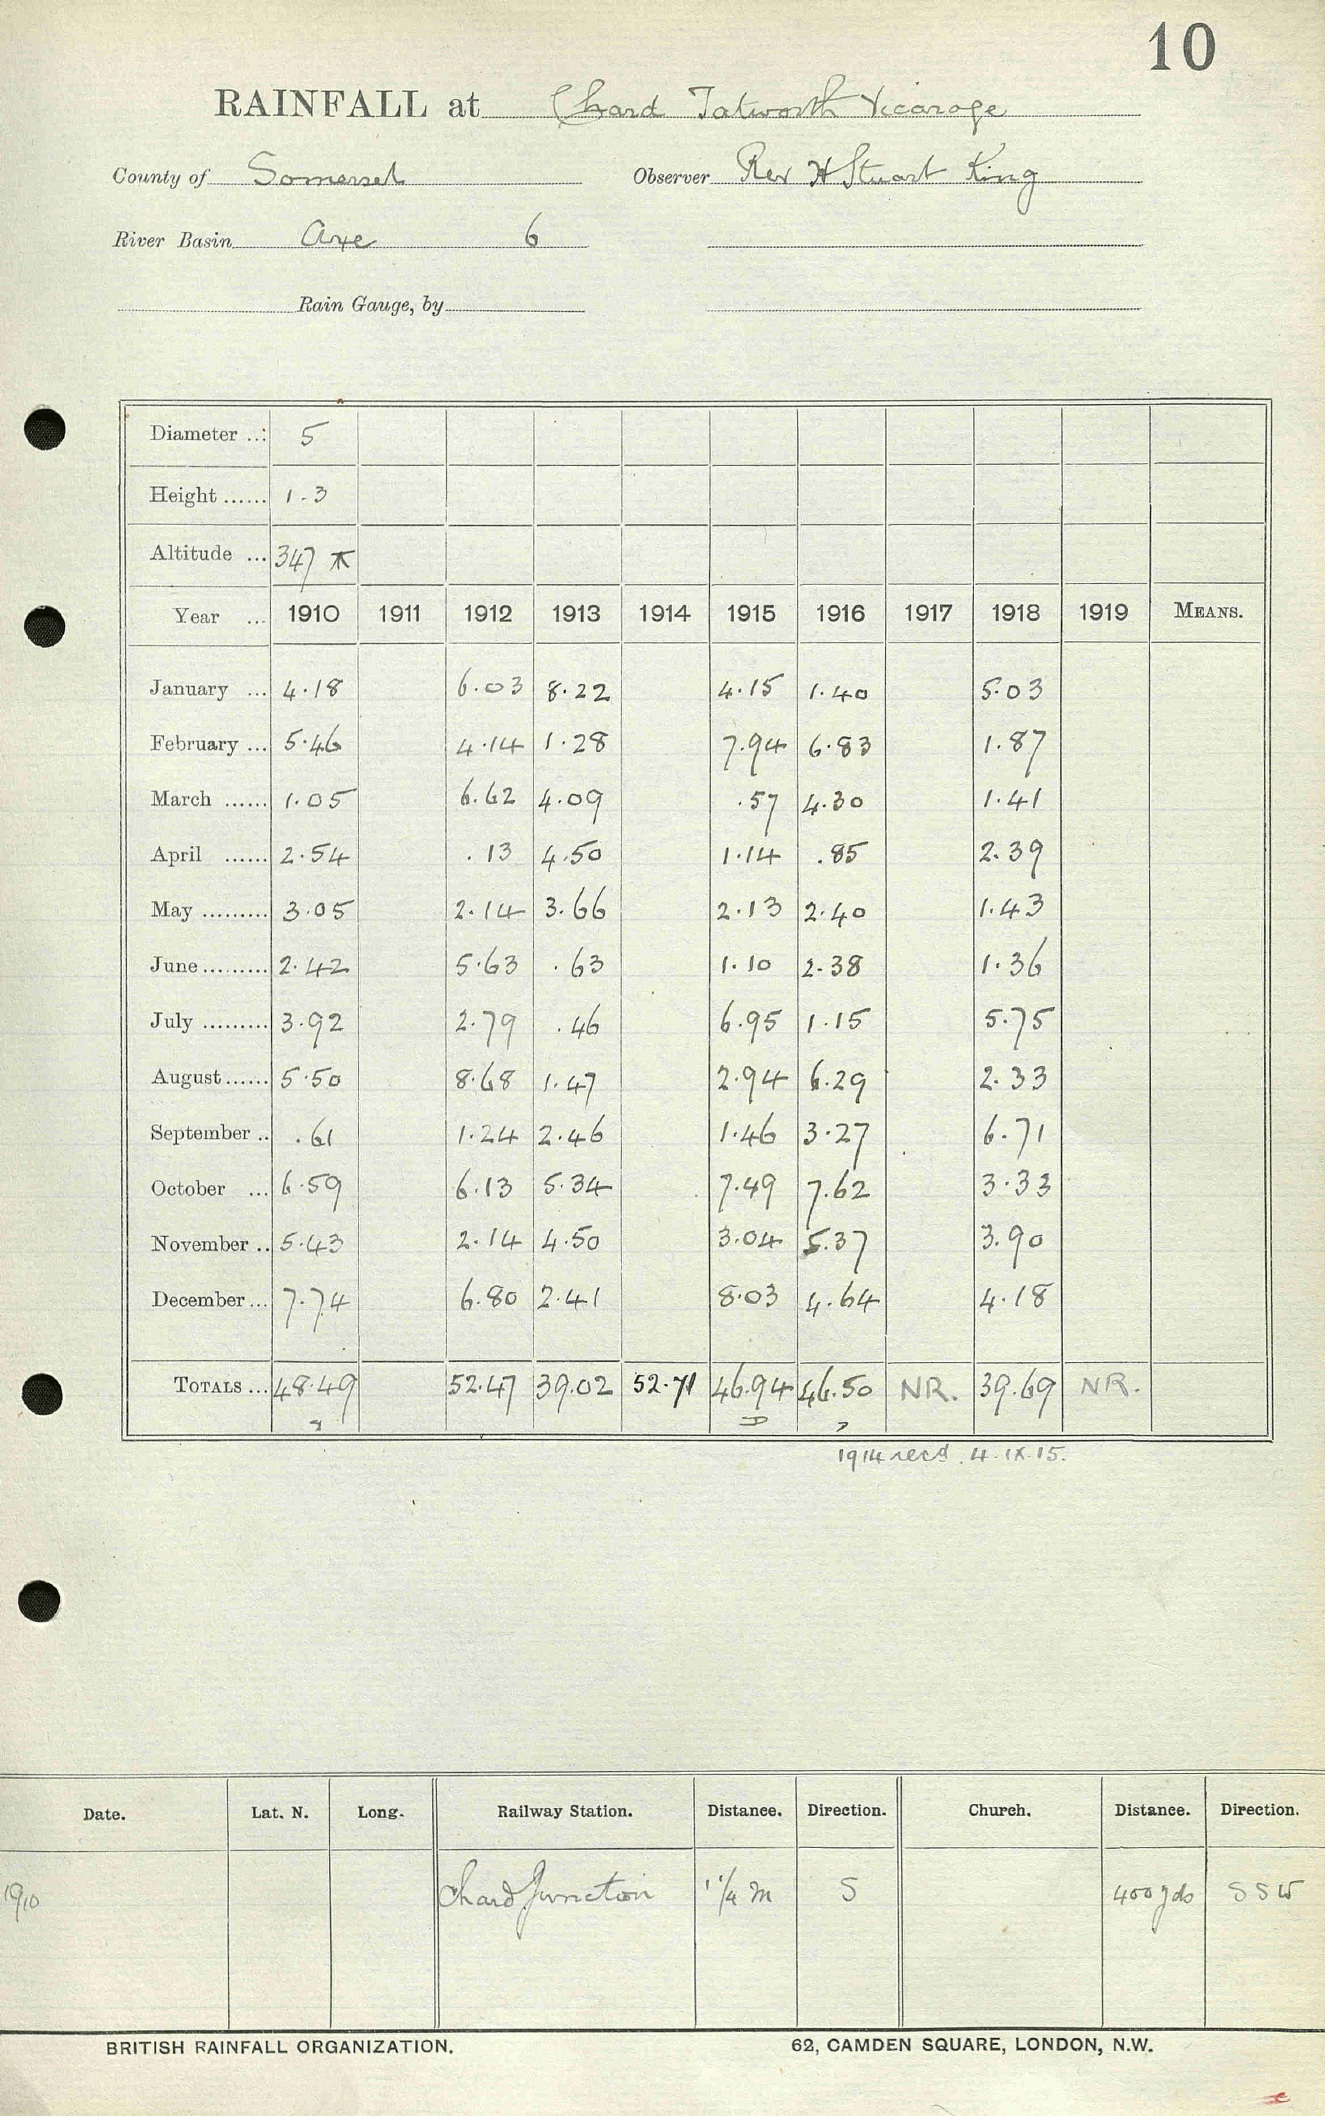 10
RAINFALL at Chard Tatworth Vicarage
County of Somerset Observer Rev H Stuart King
River Basin Axe 6
Rain Gauge, by
Diameter ... 5
Height ...... 1.3
Altitude ... 347
Year ... 1910 1911 1912 1913 1914 1915 1916 1917 1918 1919 MEANS.
January ... 4.18 6.03 8.22 4.15 1.40 5.03
February ... 5.46 4.14 1.28 7.94 6.83 1.87
March ...... 1.05 6.62 4.09 .57 4.30 1.41
April ...... 2.54 .13 4.50 1.14 .85 2.39
May ......... 3.05 2.14 3.66 2.13 2.40 1.43
June ......... 2.42 5.63 .63 1.10 2.38 1.36
July ......... 3.92 2.79 .46 6.95 1.15 5.75
August ...... 5.50 8.68 1.47 2.94 6.29 2.33
September .. .61 1.24 2.46 1.46 3.27 6.71
October ... 6.59 6.13 5.34 7.49 7.62 3.33
November .. 5.43 2.14 4.50 3.04 5.37 3.90
December ... 7.74 6.80 2.41 8.03 4.64 4.18
TOTALS ... 48.49 52.47 39.02 52.71 46.94 46.50 NR. 39.69 NR.
1914 recd. 4.IX.15.
Date. Lat. N. Long. Railway Station. Distance. Direction. Church. Distance. Direction.
1910 Chard Junction 1 1/4 m S 400 yds SSW
BRITISH RAINFALL ORGANIZATION. 62, CAMDEN SQUARE, LONDON, N.W.